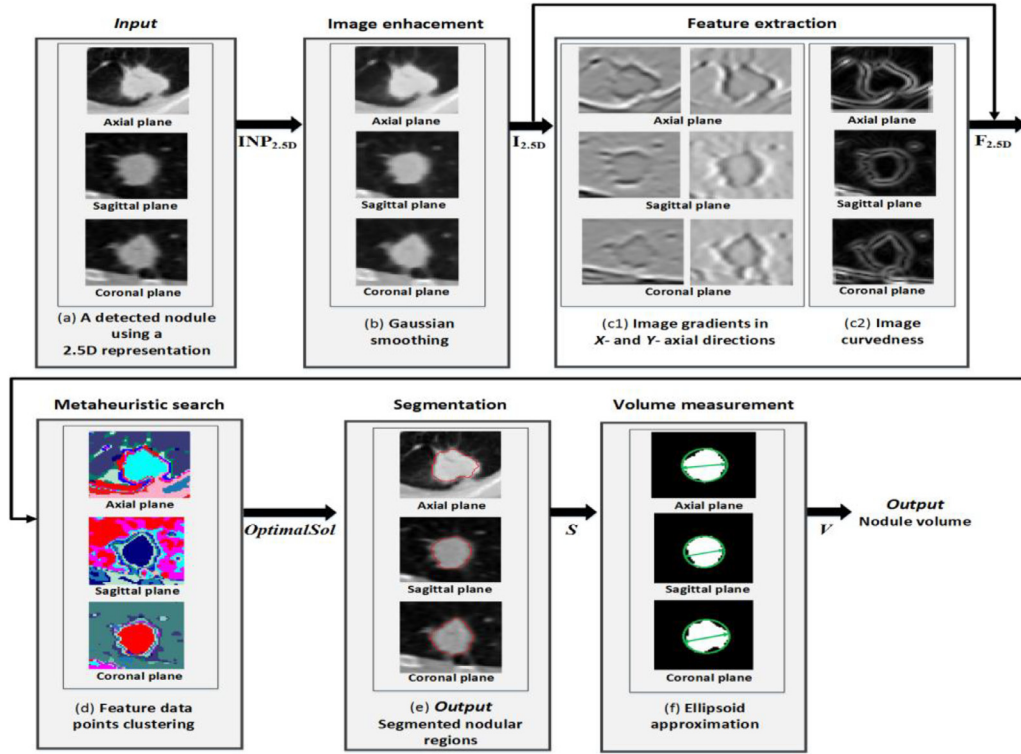 Input
Image enhacement
Feature extraction
Axial plane
Sagittal plane
Coronal plane
(a) A detected nodule
using a
2.5D representation
INP2.5D
Axial plane
Sagittal plane
Coronal plane
(b) Gaussian
smoothing
I2.5D
Axial plane
Sagittal plane
Coronal plane
(c1) Image gradients in
X- and Y- axial directions
Axial plane
Sagittal plane
Coronal plane
(c2) Image
curvedness
F2.5D
Metaheuristic search
Segmentation
Volume measurement
Axial plane
Sagittal plane
Coronal plane
(d) Feature data
points clustering
OptimalSol
Axial plane
Sagittal plane
Coronal plane
(e) Output
Segmented nodular
regions
S
Axial plane
Sagittal plane
Coronal plane
(f) Ellipsoid
approximation
V
Output
Nodule volume